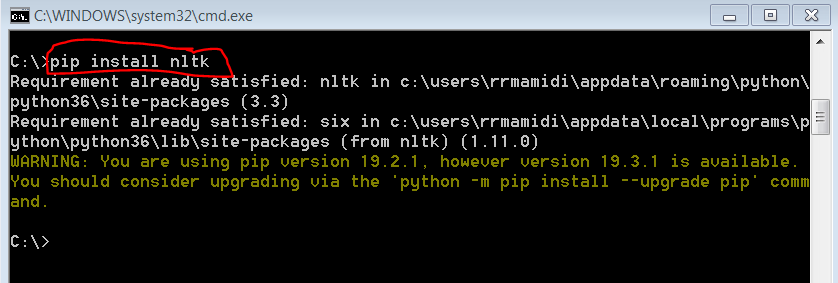 C:\WINDOWS\system32\cmd.exe
C:\>pip install nltk
Requirement already satisfied: nltk in c:\users\rrmamidi\appdata\roaming\python\
python36\site-packages (3.3)
Requirement already satisfied: six in c:\users\rrmamidi\appdata\local\programs\p
ython\python36\lib\site-packages (from nltk) (1.11.0)
WARNING: You are using pip version 19.2.1, however version 19.3.1 is available.
You should consider upgrading via the 'python -m pip install --upgrade pip' comm
and.
C:\>